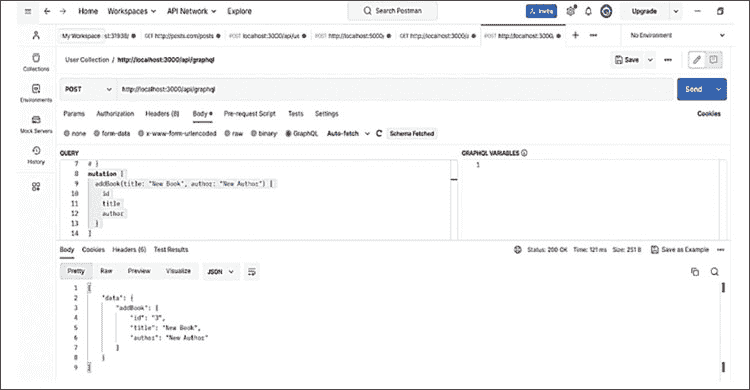 Home Workspaces API Network Explore Search Postman Invite Upgrade
My Workspace GET http://posts.com/posts POST localhost:3000/api/us POST http://localhost:5000/ GET http://localhost:3000/a POST http://localhost:3000, + No Environment
User Collection / http://localhost:3000/api/graphql Save
POST http://localhost:3000/api/graphql Send
Params Authorization Headers (8) Body Pre-request Script Tests Settings Cookies
none form-data x-www-form-urlencoded raw binary GraphQL Auto-fetch Schema Fetched
Collections
Environments
Mock Servers
History
QUERY GRAPHQL VARIABLES
7 # }
8 mutation {
9 addBook(title: "New Book", author: "New Author") {
10 id
11 title
12 author
13 }
14 }
1
Body Cookies Headers (6) Test Results Status: 200 OK Time: 121 ms Size: 251 B Save as Example
Pretty Raw Preview Visualize JSON
1 {
2 "data": {
3 "addBook": {
4 "id": "3",
5 "title": "New Book",
6 "author": "New Author"
7 }
8 }
9 }